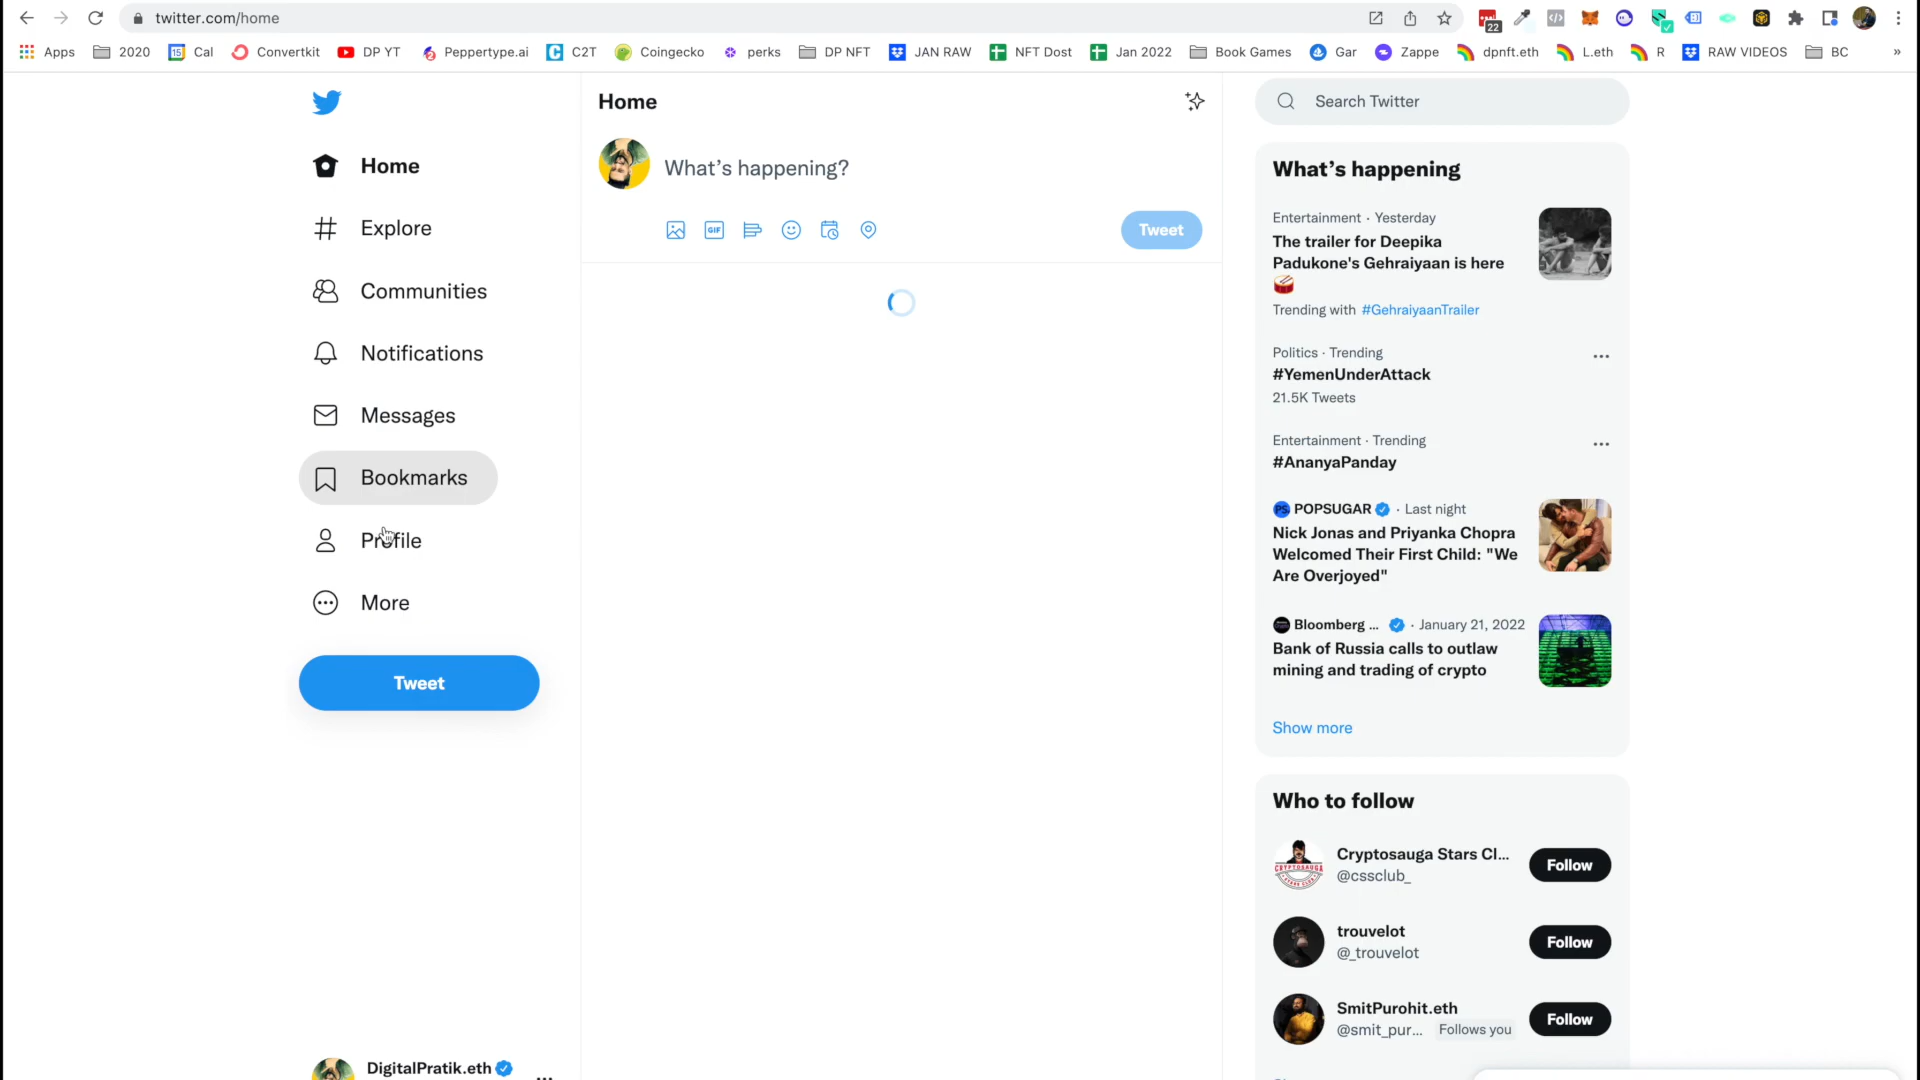 twitter.com/home
22
Apps 2020 15 Cal Convertkit DP YT Peppertype.ai C2T Coingecko perks DP NFT JAN RAW NFT Dost Jan 2022 Book Games Gar Zappe dpnft.eth L.eth R RAW VIDEOS BC »
Home
Explore
Communities
Notifications
Messages
Bookmarks
Profile
More
Tweet
DigitalPratik.eth
Home
What's happening?
GIF
Tweet
Search Twitter
What's happening
Entertainment · Yesterday
The trailer for Deepika
Padukone's Gehraiyaan is here
🥁
Trending with #GehraiyaanTrailer
Politics · Trending
#YemenUnderAttack
21.5K Tweets
Entertainment · Trending
#AnanyaPanday
PS POPSUGAR · Last night
Nick Jonas and Priyanka Chopra
Welcomed Their First Child: "We
Are Overjoyed"
Bloomberg ... · January 21, 2022
Bank of Russia calls to outlaw
mining and trading of crypto
Show more
Who to follow
CRYPTOSAUGA
Cryptosauga Stars Cl...
@cssclub_
Follow
trouvelot
@_trouvelot
Follow
SmitPurohit.eth
@smit_pur... Follows you
Follow